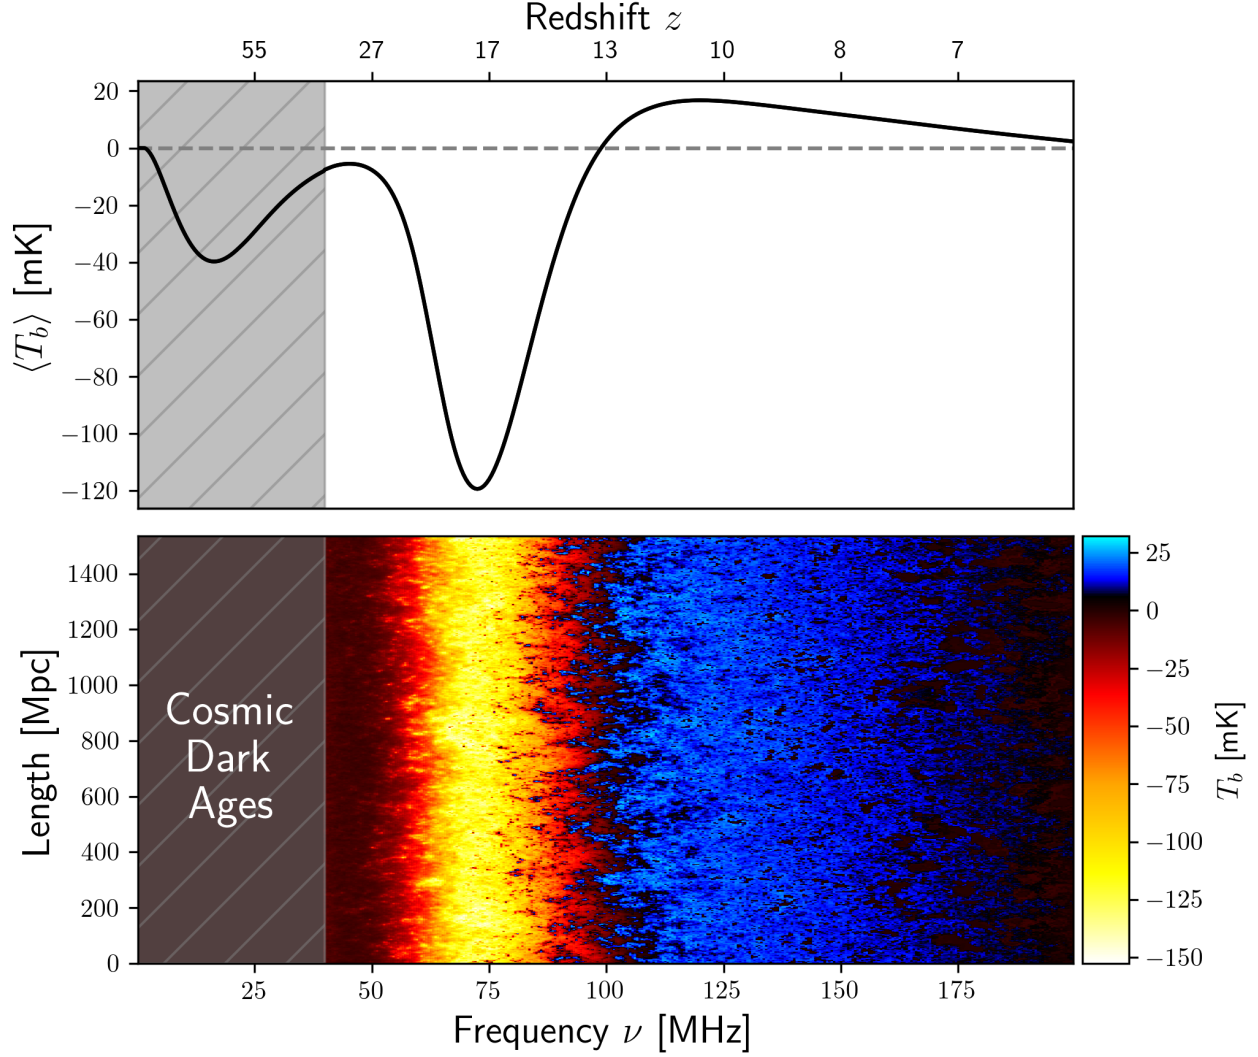 Redshift z
55 27 17 13 10 8 7
20
0
−20
−40
−60
−80
−100
−120
⟨T_b⟩ [mK]
1400
1200
1000
800
600
400
200
0
Length [Mpc]
Cosmic
Dark
Ages
25
0
−25
−50
−75
−100
−125
−150
T_b [mK]
25 50 75 100 125 150 175
Frequency ν [MHz]